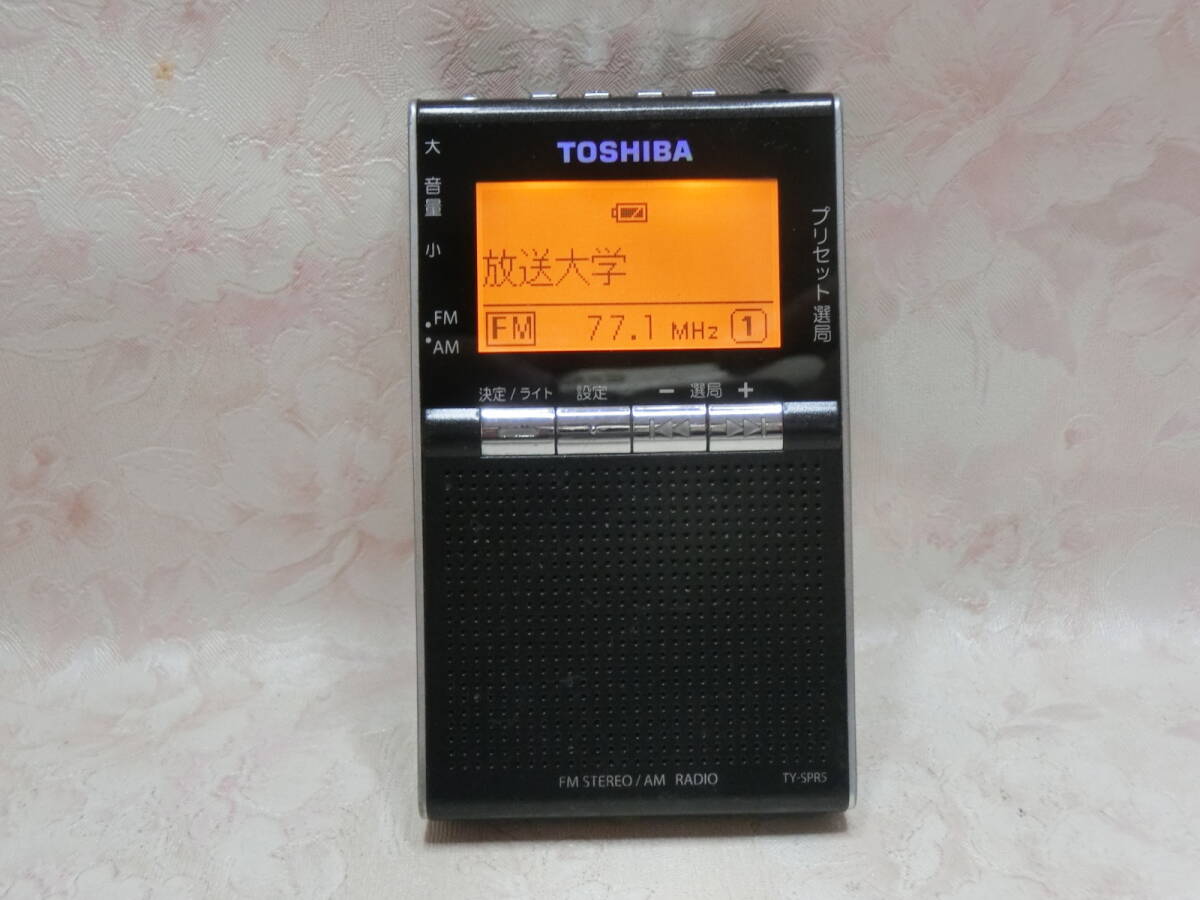 TOSHIBA
大
音量
小
FM
AM
プリセット選局
放送大学
FM 77.1 MHz 1
決定/ライト 設定 − 選局 +
FM STEREO/AM RADIO
TY-SPR5